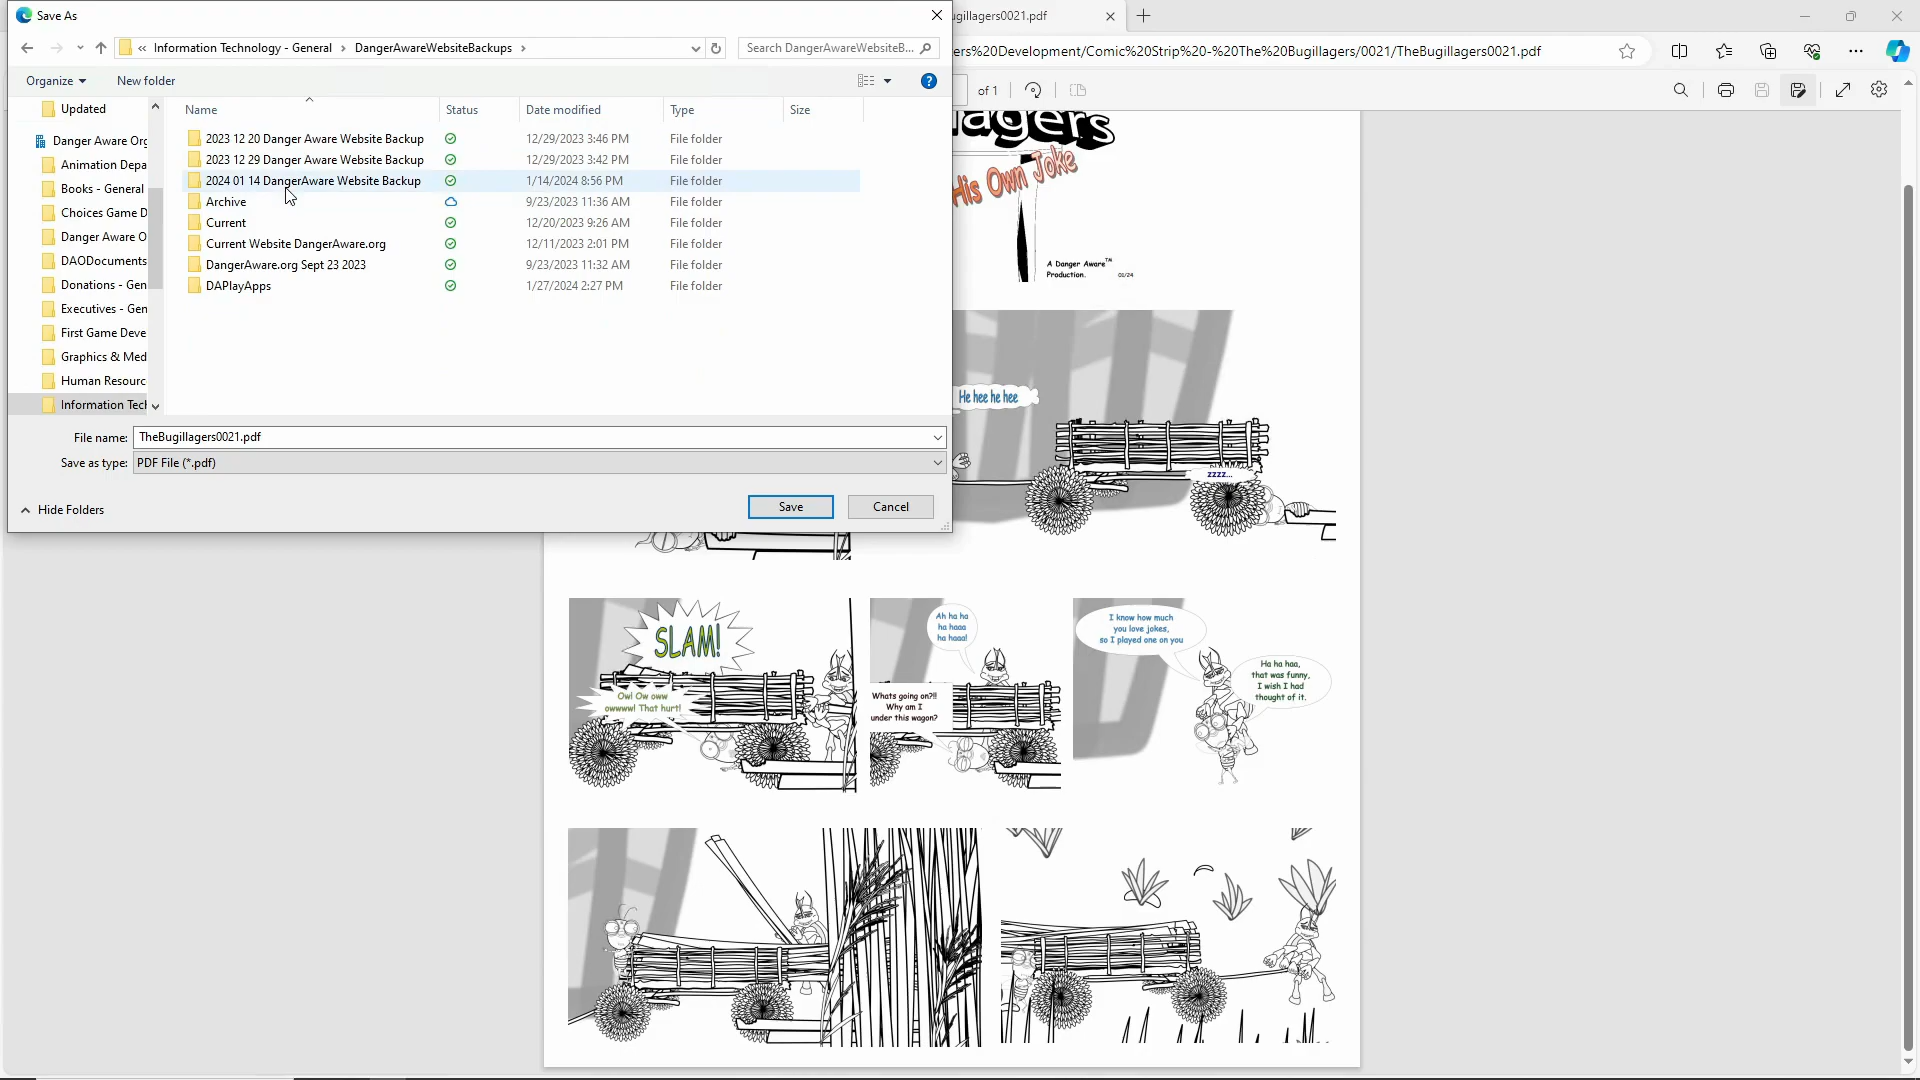 Save As
« Information Technology - General > DangerAwareWebsiteBackups >
Search DangerAwareWebsiteB...
Organize
New folder
Updated
Danger Aware Org
Animation Depa
Books - General
Choices Game D
Danger Aware O
DAODocuments
Donations - Gen
Executives - Gen
First Game Deve
Graphics & Med
Human Resourc
Information Tech
Name Status Date modified Type Size
2023 12 20 Danger Aware Website Backup 12/29/2023 3:46 PM File folder
2023 12 29 Danger Aware Website Backup 12/29/2023 3:42 PM File folder
2024 01 14 DangerAware Website Backup 1/14/2024 8:56 PM File folder
Archive 9/23/2023 11:36 AM File folder
Current 12/20/2023 9:26 AM File folder
Current Website DangerAware.org 12/11/2023 2:01 PM File folder
DangerAware.org Sept 23 2023 9/23/2023 11:32 AM File folder
DAPlayApps 1/27/2024 2:27 PM File folder
File name: TheBugillagers0021.pdf
Save as type: PDF File (*.pdf)
Hide Folders
Save
Cancel
ugillagers0021.pdf
ers%20Development/Comic%20Strip%20-%20The%20Bugillagers/0021/TheBugillagers0021.pdf
of 1
lagers
His Own Joke
A Danger Aware™
Production. 01/24
He hee he hee
zzzz...
SLAM!
Ow! Ow oww
owwww! That hurt!
Ah ha ha
ha haaa
ha haaa!
Whats going on?!!
Why am I
under this wagon?
I know how much
you love jokes,
so I played one on you
Ha ha haa,
that was funny,
I wish I had
thought of it.